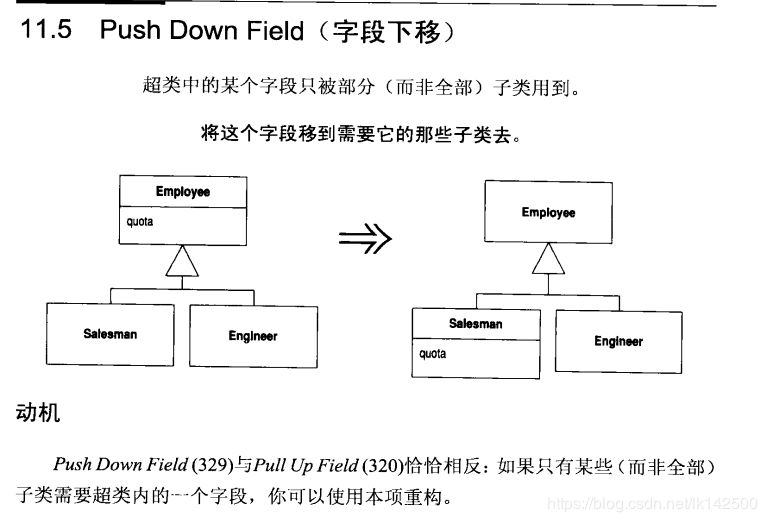 11.5 Push Down Field（字段下移）
超类中的某个字段只被部分（而非全部）子类用到。
将这个字段移到需要它的那些子类去。
Employee
quota
Salesman
Engineer
Employee
Salesman
quota
Engineer
动机
Push Down Field (329)与Pull Up Field (320)恰恰相反：如果只有某些（而非全部）
子类需要超类内的一个字段，你可以使用本项重构。
https://blog.csdn.net/lk142500